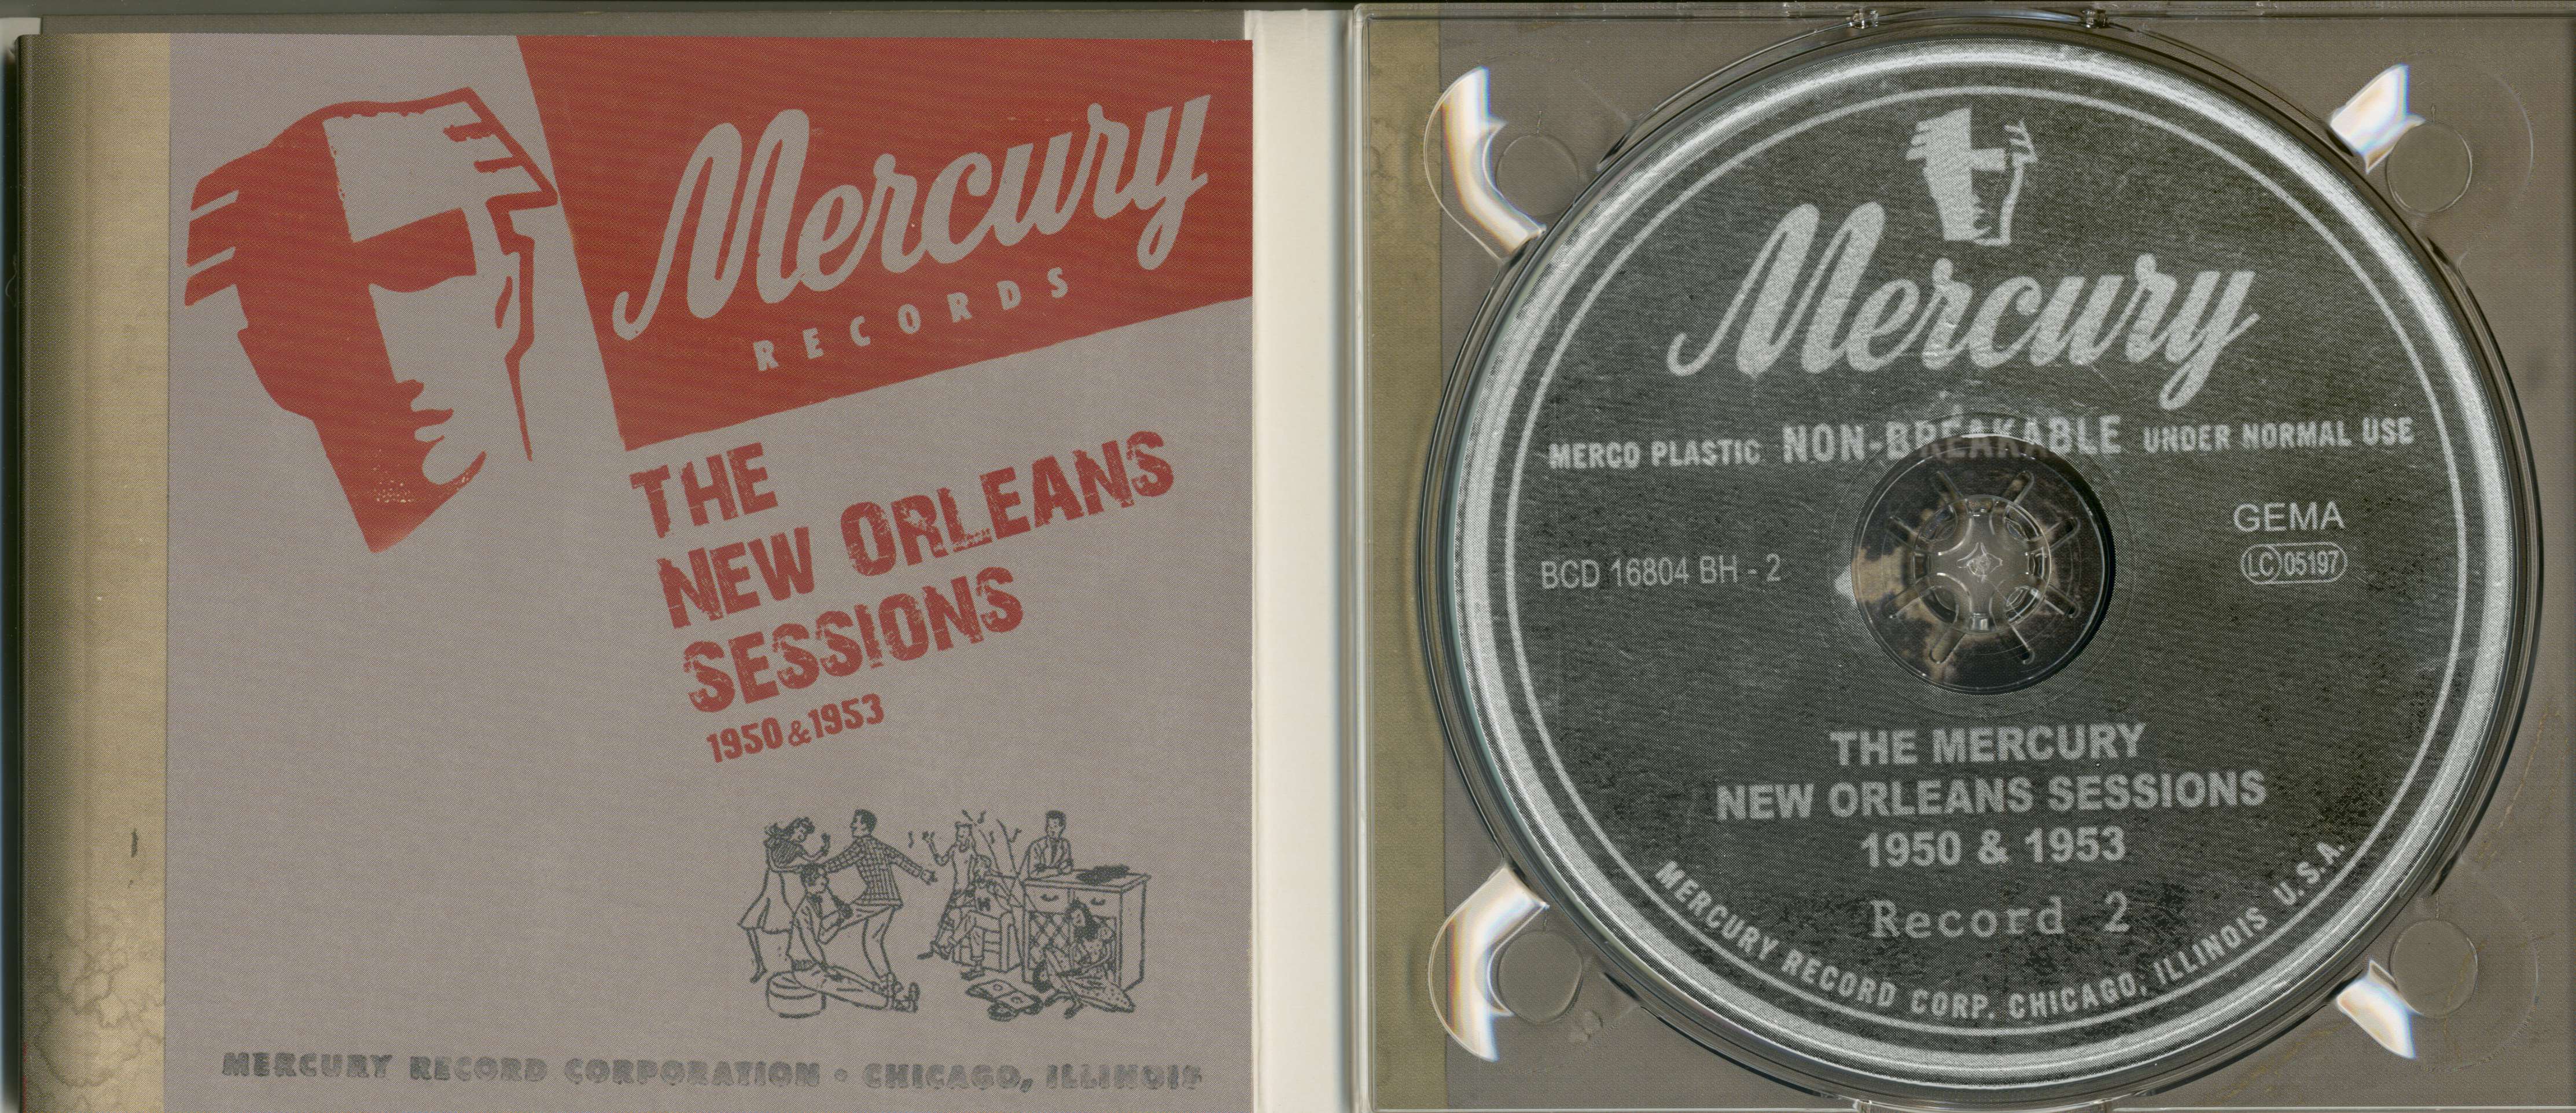 Mercury
RECORDS
THE
NEW ORLEANS
SESSIONS
1950 & 1953
MERCURY RECORD CORPORATION • CHICAGO, ILLINOIS
Mercury
MERCO PLASTIC NON-BREAKABLE UNDER NORMAL USE
GEMA
LC 05197
BCD 16804 BH - 2
THE MERCURY
NEW ORLEANS SESSIONS
1950 & 1953
Record 2
MERCURY RECORD CORP. CHICAGO, ILLINOIS U.S.A.